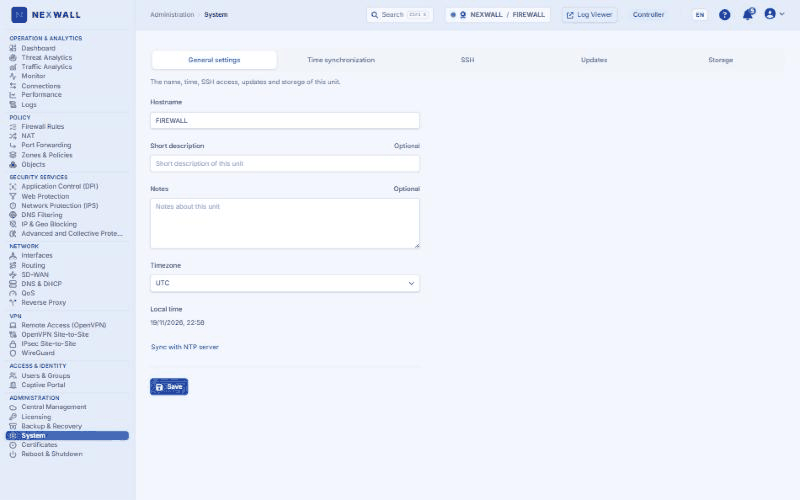 NEXWALL
Administration › System
Search Ctrl K
NEXWALL / FIREWALL
Log Viewer
Controller
EN
?
OPERATION & ANALYTICS
Dashboard
Threat Analytics
Traffic Analytics
Monitor
Connections
Performance
Logs
POLICY
Firewall Rules
NAT
Port Forwarding
Zones & Policies
Objects
SECURITY SERVICES
Application Control (DPI)
Web Protection
Network Protection (IPS)
DNS Filtering
IP & Geo Blocking
Advanced and Collective Prote...
NETWORK
Interfaces
Routing
SD-WAN
DNS & DHCP
QoS
Reverse Proxy
VPN
Remote Access (OpenVPN)
OpenVPN Site-to-Site
IPsec Site-to-Site
WireGuard
ACCESS & IDENTITY
Users & Groups
Captive Portal
ADMINISTRATION
Central Management
Licensing
Backup & Recovery
System
Certificates
Reboot & Shutdown
General settings
Time synchronization
SSH
Updates
Storage
The name, time, SSH access, updates and storage of this unit.
Hostname
FIREWALL
Short description Optional
Short description of this unit
Notes Optional
Notes about this unit
Timezone
UTC
Local time
19/11/2026, 22:58
Sync with NTP server
Save